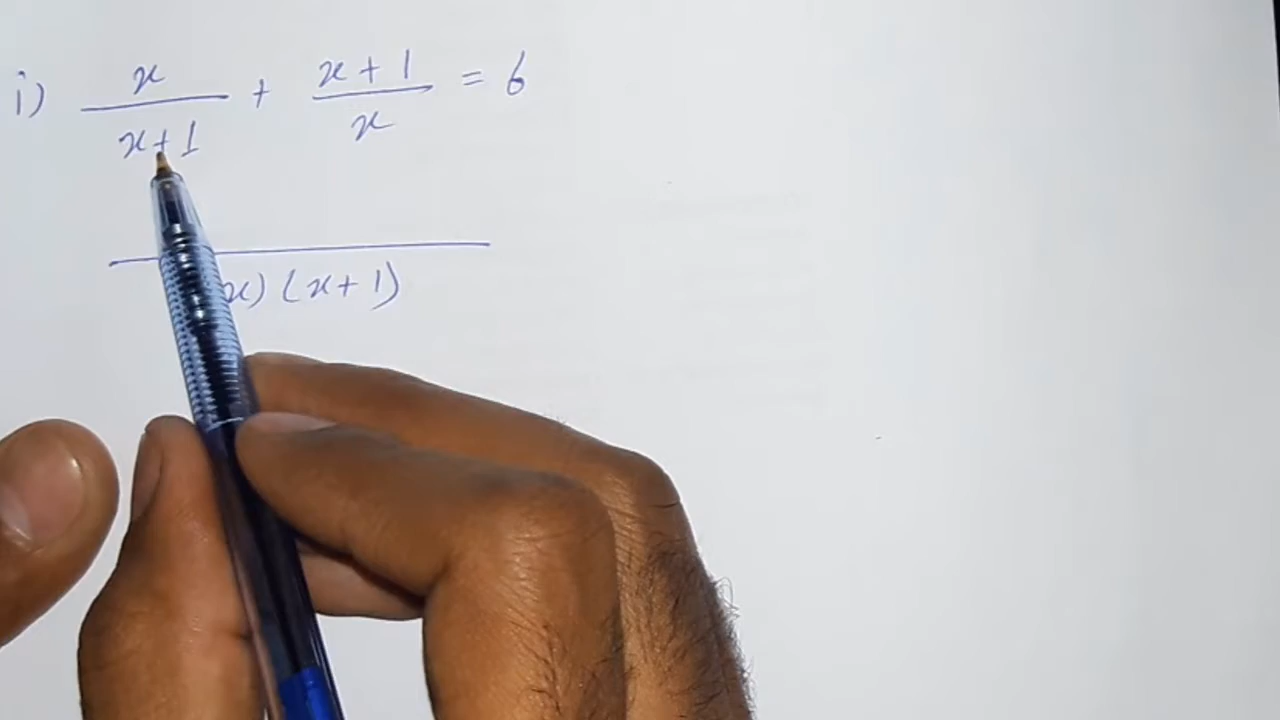 i) x/(x+1) + (x+1)/x = 6
x) (x+1)